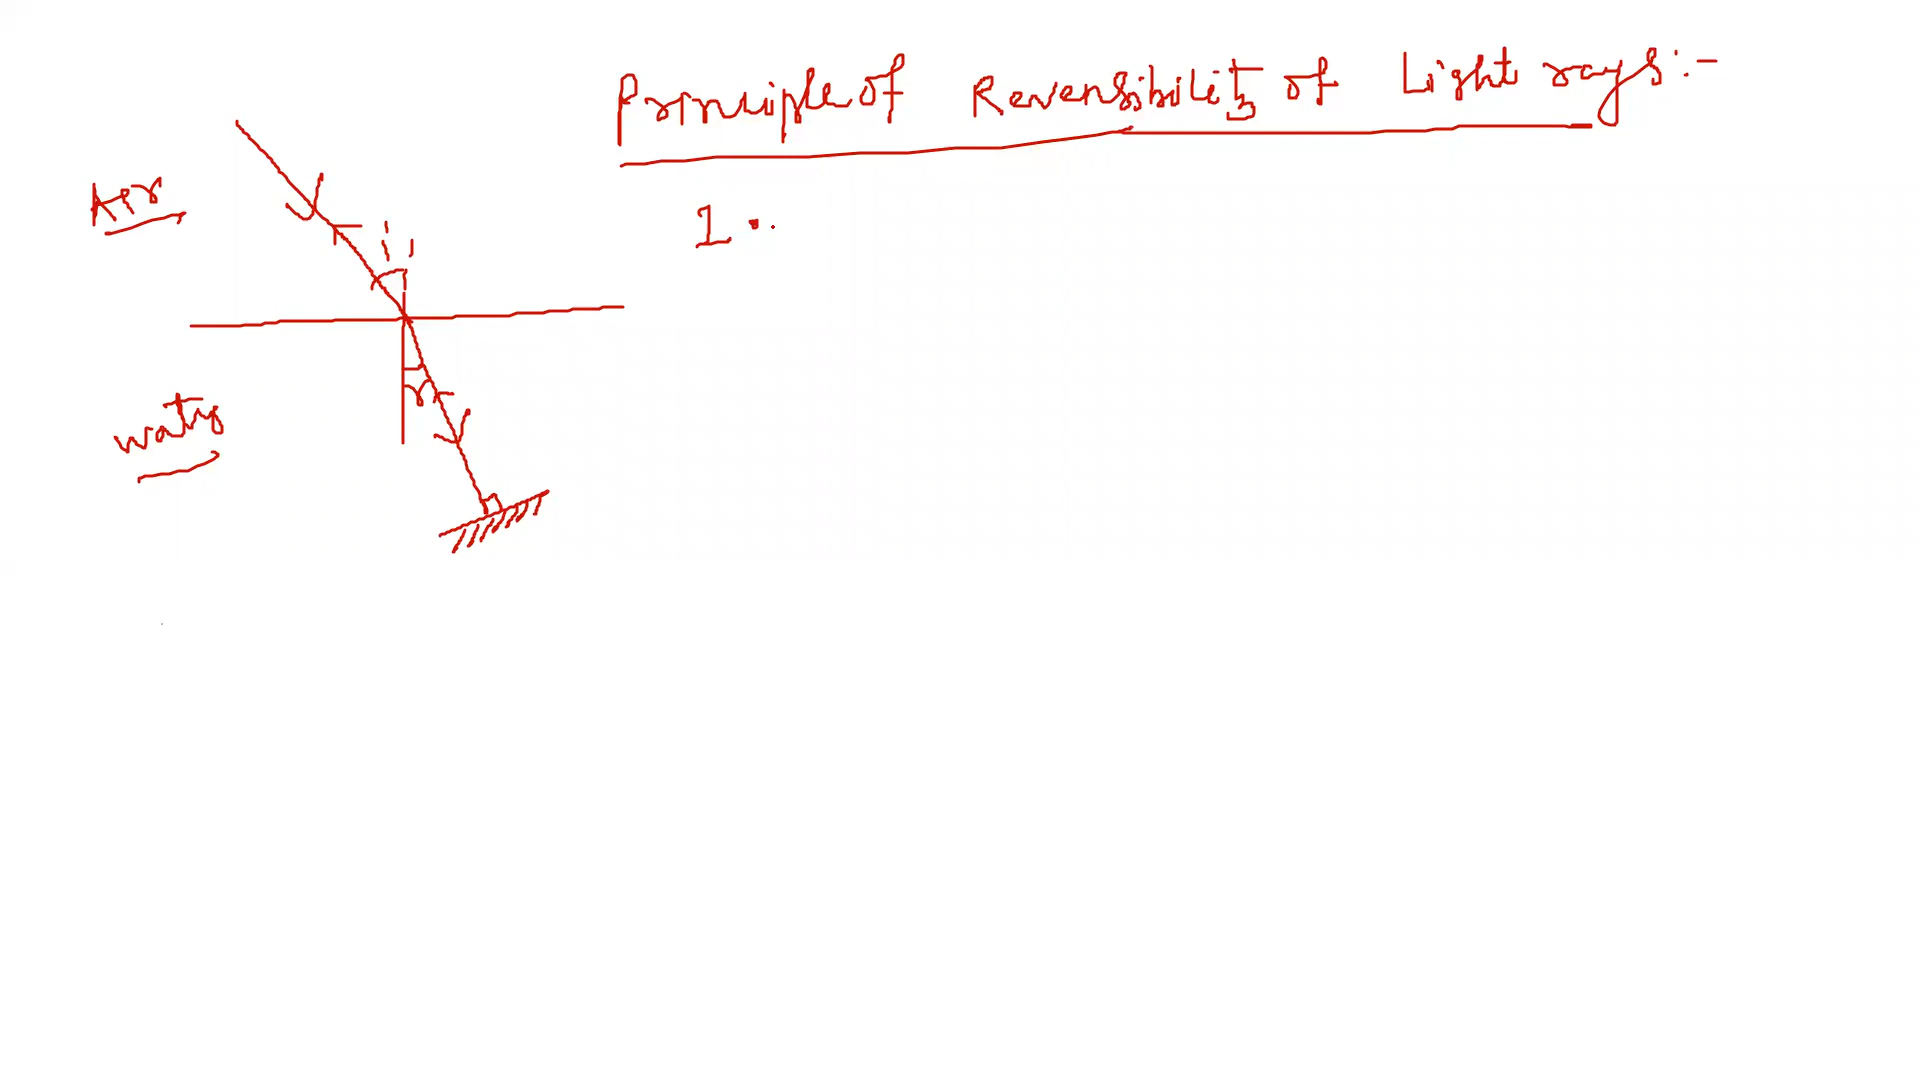 Principle of Reversibility of Light rays :-
1.
Air
i
r
water